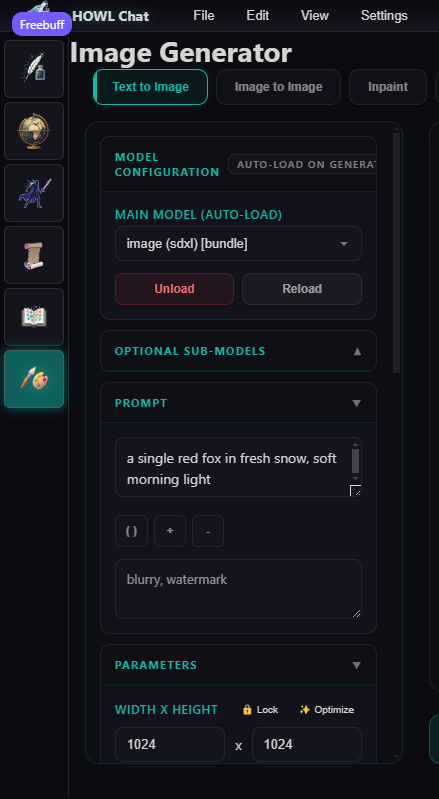 HOWL Chat
File
Edit
View
Settings
Freebuff
Image Generator
Text to Image
Image to Image
Inpaint
MODEL
CONFIGURATION
AUTO-LOAD ON GENERAT
MAIN MODEL (AUTO-LOAD)
image (sdxl) [bundle]
Unload
Reload
OPTIONAL SUB-MODELS
PROMPT
a single red fox in fresh snow, soft
morning light
( )
+
-
blurry, watermark
PARAMETERS
WIDTH X HEIGHT
Lock
Optimize
1024
x
1024